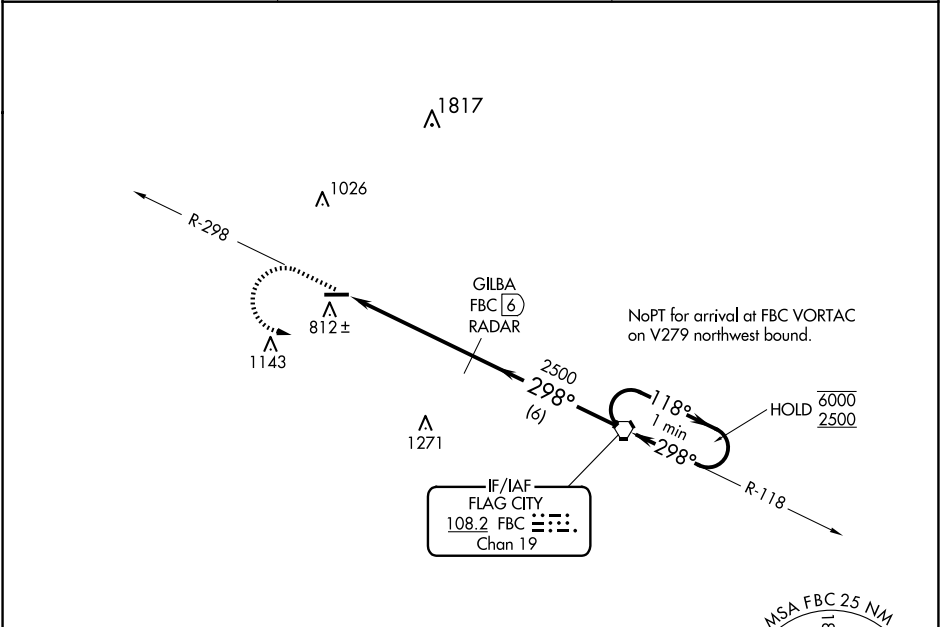 1817
1026
R-298
GILBA
FBC 6
RADAR
812 ±
1143
NoPT for arrival at FBC VORTAC
on V279 northwest bound.
2500
298°
(6)
118°
1 min
298°
HOLD 6000
2500
1271
R-118
IF/IAF
FLAG CITY
108.2 FBC
Chan 19
MSA FBC 25 NM
18